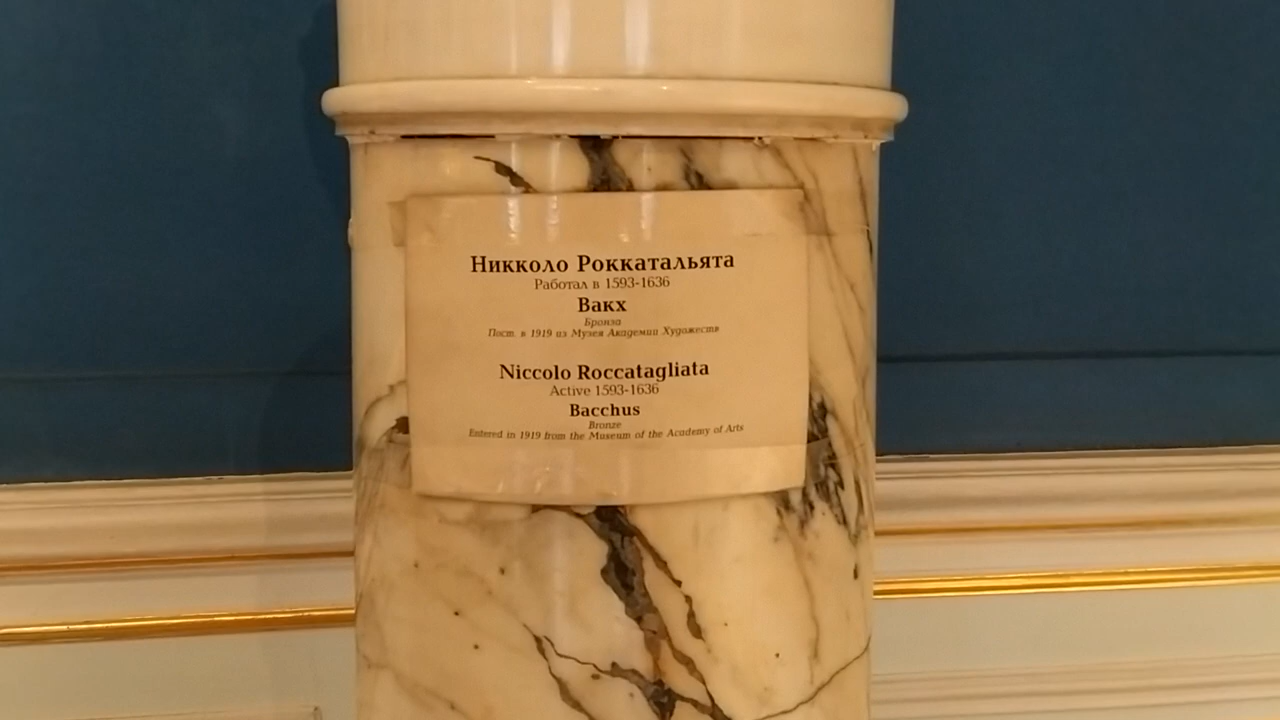 Никколо Роккатальята
Работал в 1593-1636
Вакх
Бронза
Пост. в 1919 из Музея Академии Художеств
Niccolo Roccatagliata
Active 1593-1636
Bacchus
Bronze
Entered in 1919 from the Museum of the Academy of Arts